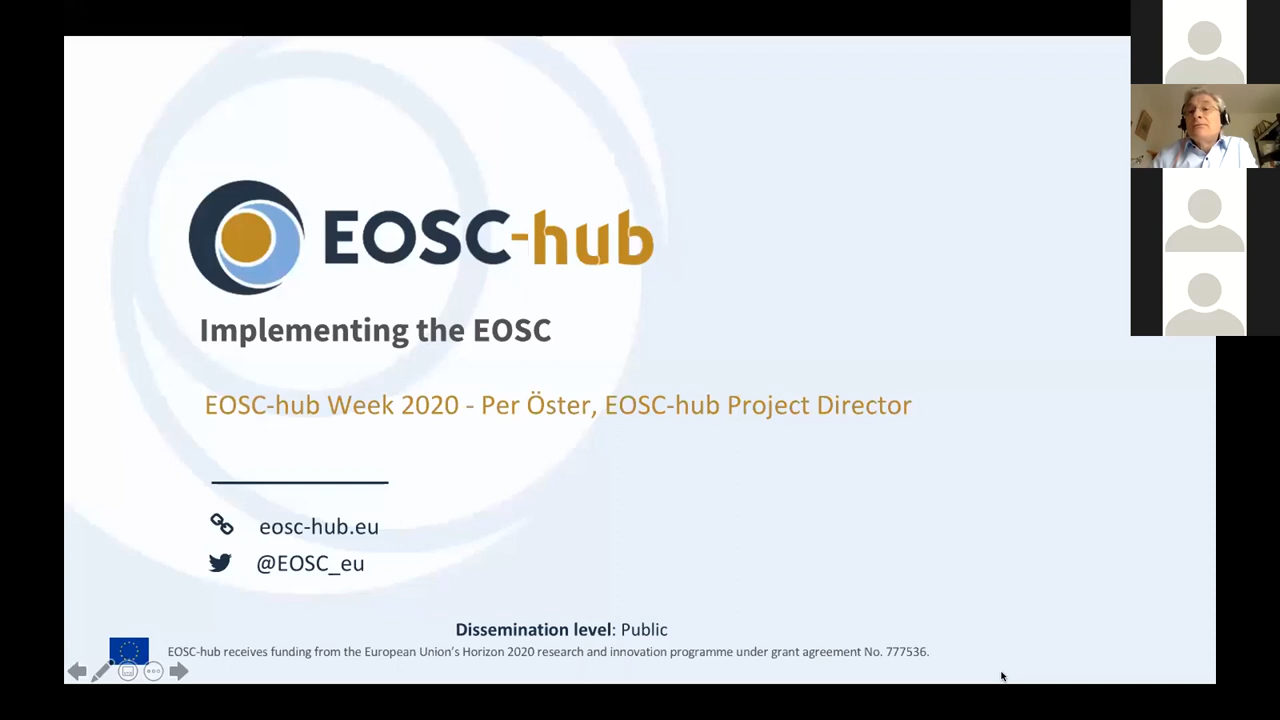 EOSC-hub
Implementing the EOSC
EOSC-hub Week 2020 - Per Öster, EOSC-hub Project Director
eosc-hub.eu
@EOSC_eu
Dissemination level: Public
EOSC-hub receives funding from the European Union's Horizon 2020 research and innovation programme under grant agreement No. 777536.